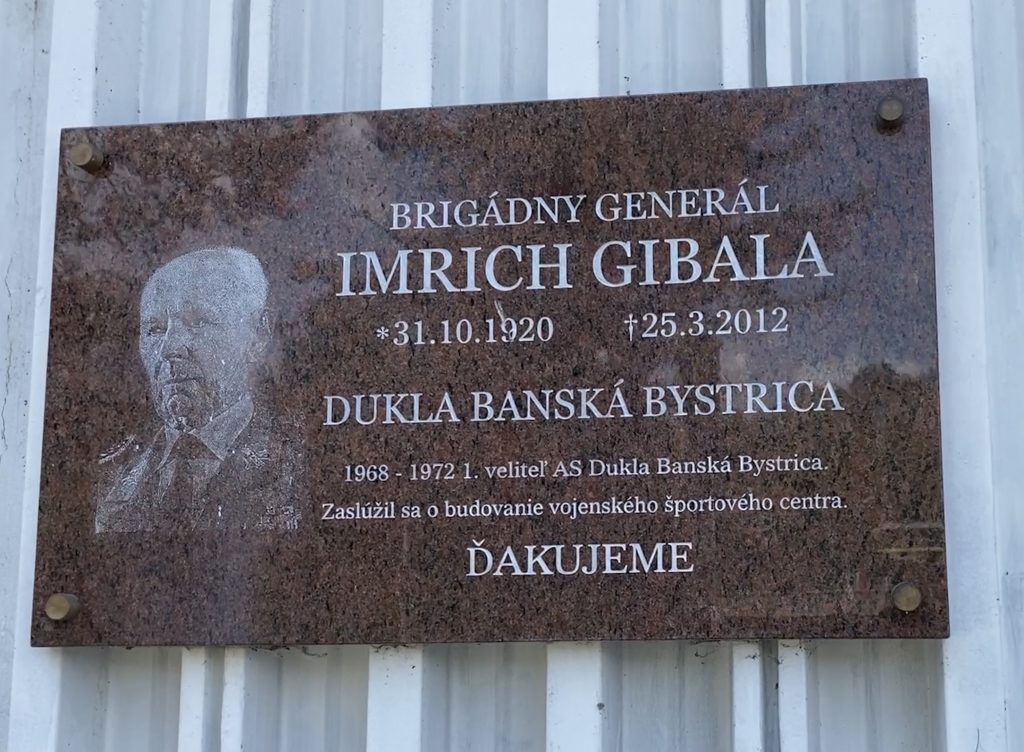 BRIGÁDNY GENERÁL
IMRICH GIBALA
*31.10.1920 †25.3.2012
DUKLA BANSKÁ BYSTRICA
1968 - 1972 1. veliteľ AS Dukla Banská Bystrica.
Zaslúžil sa o budovanie vojenského športového centra.
ĎAKUJEME